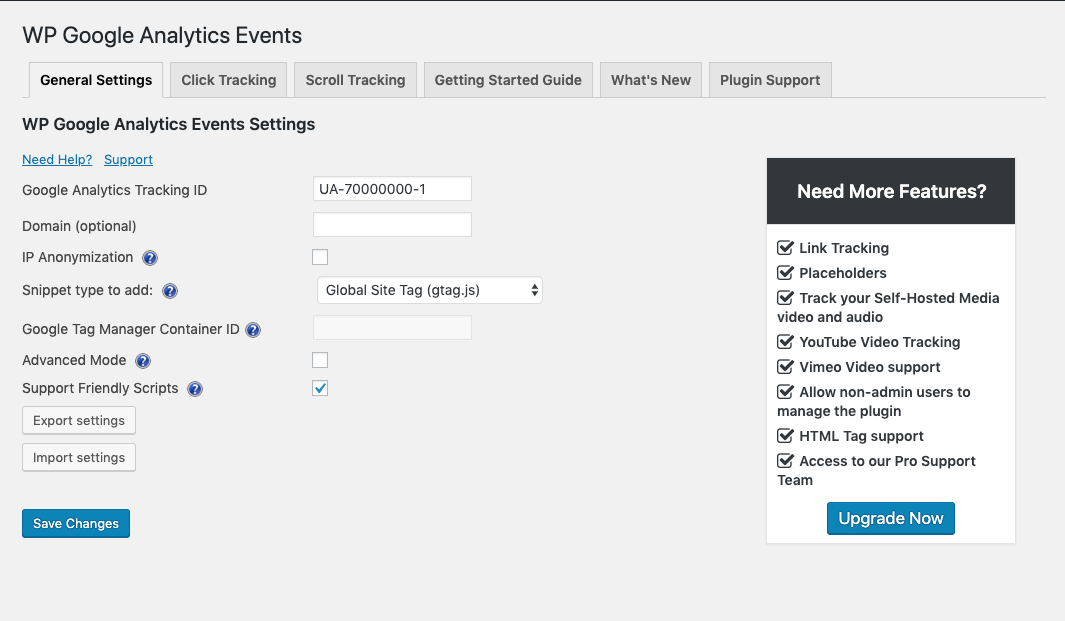 WP Google Analytics Events
General Settings
Click Tracking
Scroll Tracking
Getting Started Guide
What's New
Plugin Support
WP Google Analytics Events Settings
Need Help? Support
Google Analytics Tracking ID
UA-70000000-1
Domain (optional)
IP Anonymization ?
Snippet type to add: ?
Global Site Tag (gtag.js)
Google Tag Manager Container ID ?
Advanced Mode ?
Support Friendly Scripts ?
Export settings
Import settings
Save Changes
Need More Features?
Link Tracking
Placeholders
Track your Self-Hosted Media
video and audio
YouTube Video Tracking
Vimeo Video support
Allow non-admin users to
manage the plugin
HTML Tag support
Access to our Pro Support
Team
Upgrade Now